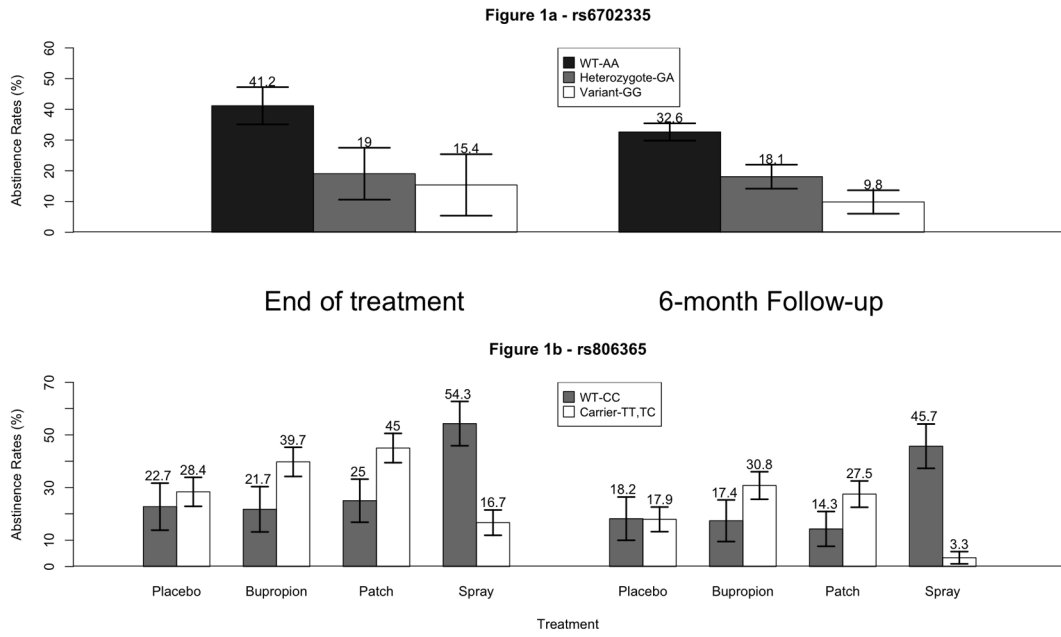 Figure 1a - rs6702335
Abstinence Rates (%)
60
50
40
30
20
10
0
WT-AA
Heterozygote-GA
Variant-GG
41.2
19
15.4
32.6
18.1
9.8
End of treatment
6-month Follow-up
Figure 1b - rs806365
Abstinence Rates (%)
70
50
30
10
0
WT-CC
Carrier-TT,TC
22.7
28.4
21.7
39.7
25
45
54.3
16.7
18.2
17.9
17.4
30.8
14.3
27.5
45.7
3.3
Placebo
Bupropion
Patch
Spray
Placebo
Bupropion
Patch
Spray
Treatment